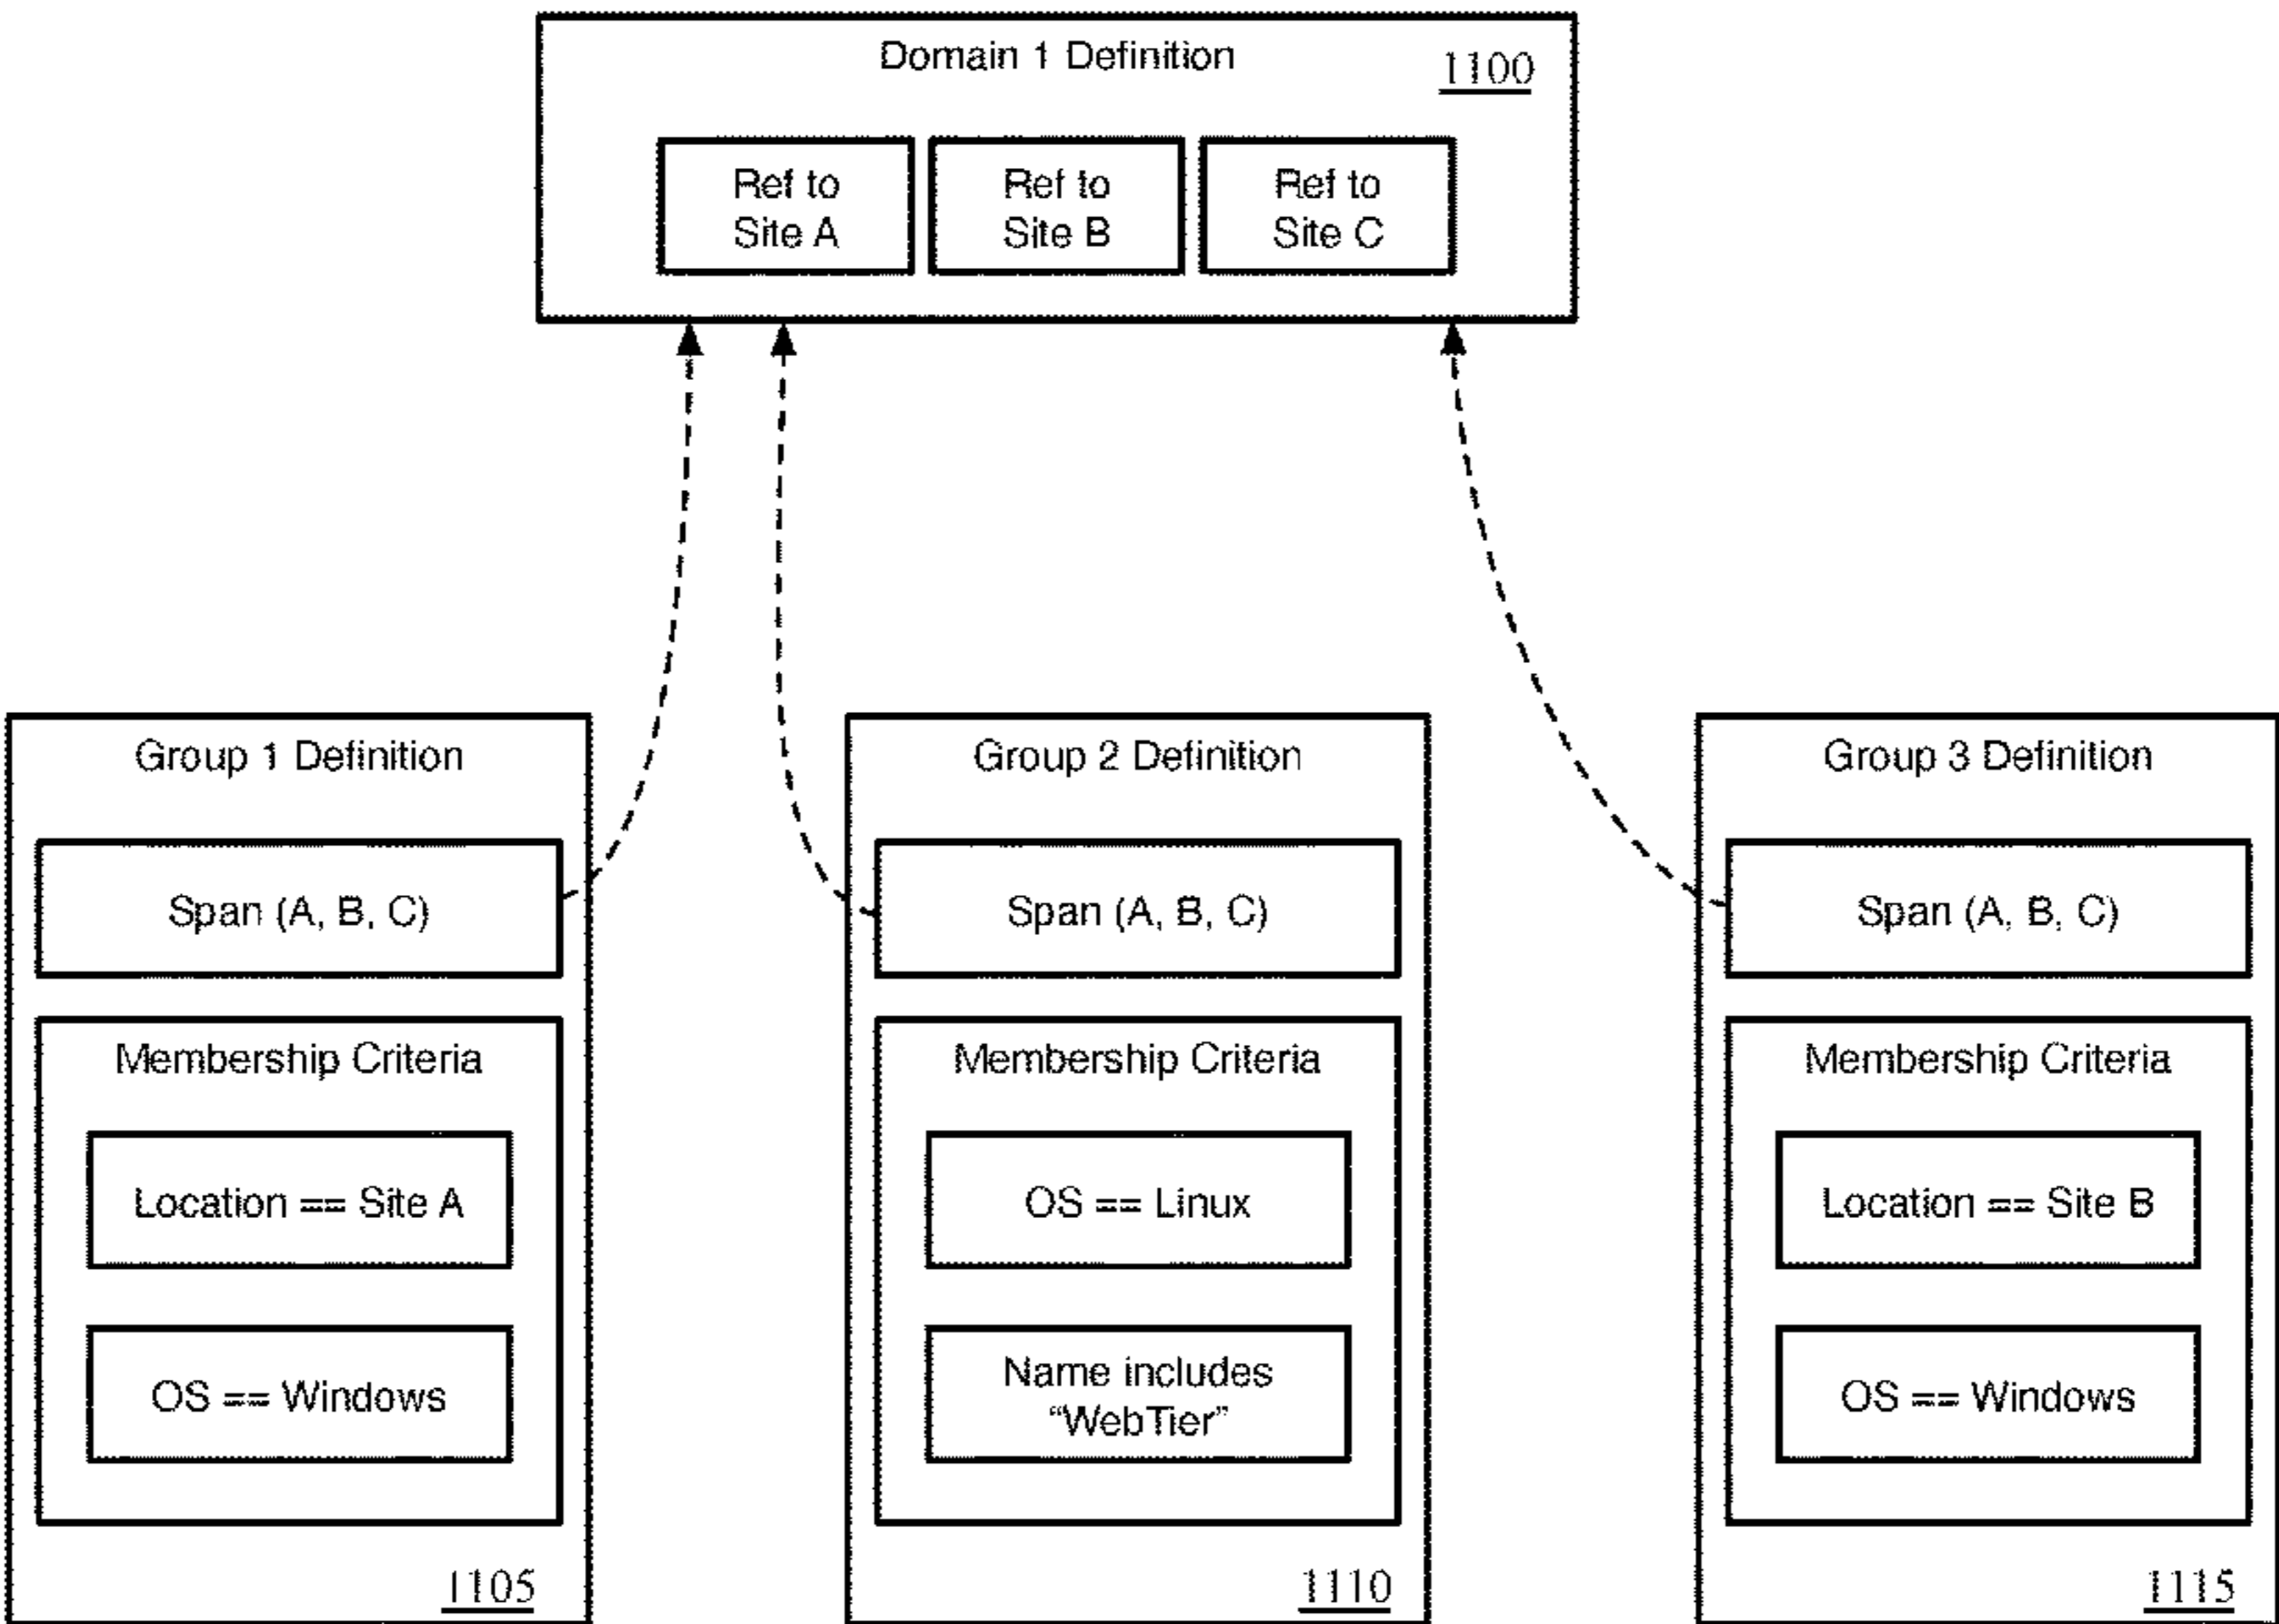 Domain 1 Definition
1100
Ref to
Site A
Ref to
Site B
Ref to
Site C
Group 1 Definition
Span (A, B, C)
Membership Criteria
Location == Site A
OS == Windows
1105
Group 2 Definition
Span (A, B, C)
Membership Criteria
OS == Linux
Name includes
“WebTier”
1110
Group 3 Definition
Span (A, B, C)
Membership Criteria
Location == Site B
OS == Windows
1115